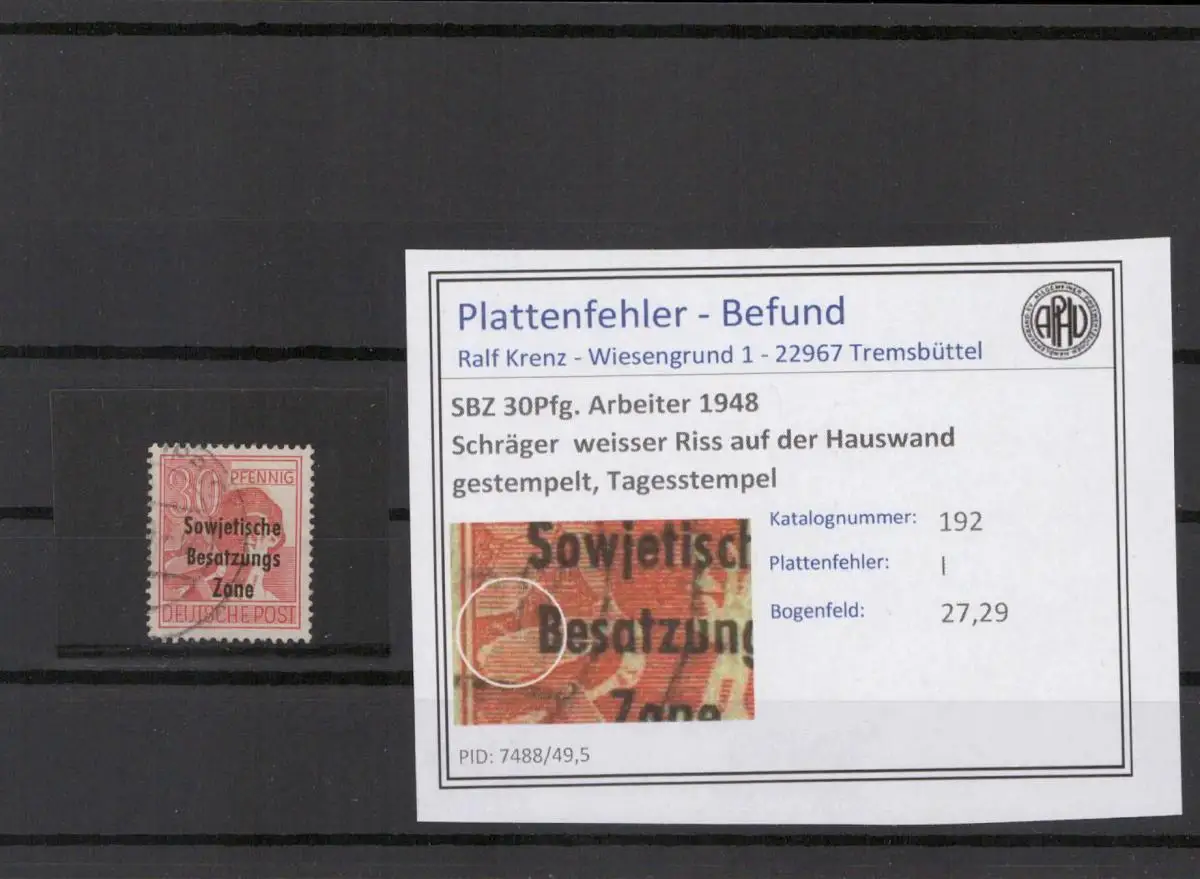 30 PFENNIG
Sowjetische
Besatzungs
Zone
DEUTSCHE POST
Plattenfehler - Befund
Ralf Krenz - Wiesengrund 1 - 22967 Tremsbüttel
APHV
SBZ 30Pfg. Arbeiter 1948
Schräger weisser Riss auf der Hauswand
gestempelt, Tagesstempel
Sowjetisch
Besatzung
Zone
Katalognummer: 192
Plattenfehler: I
Bogenfeld: 27,29
PID: 7488/49,5